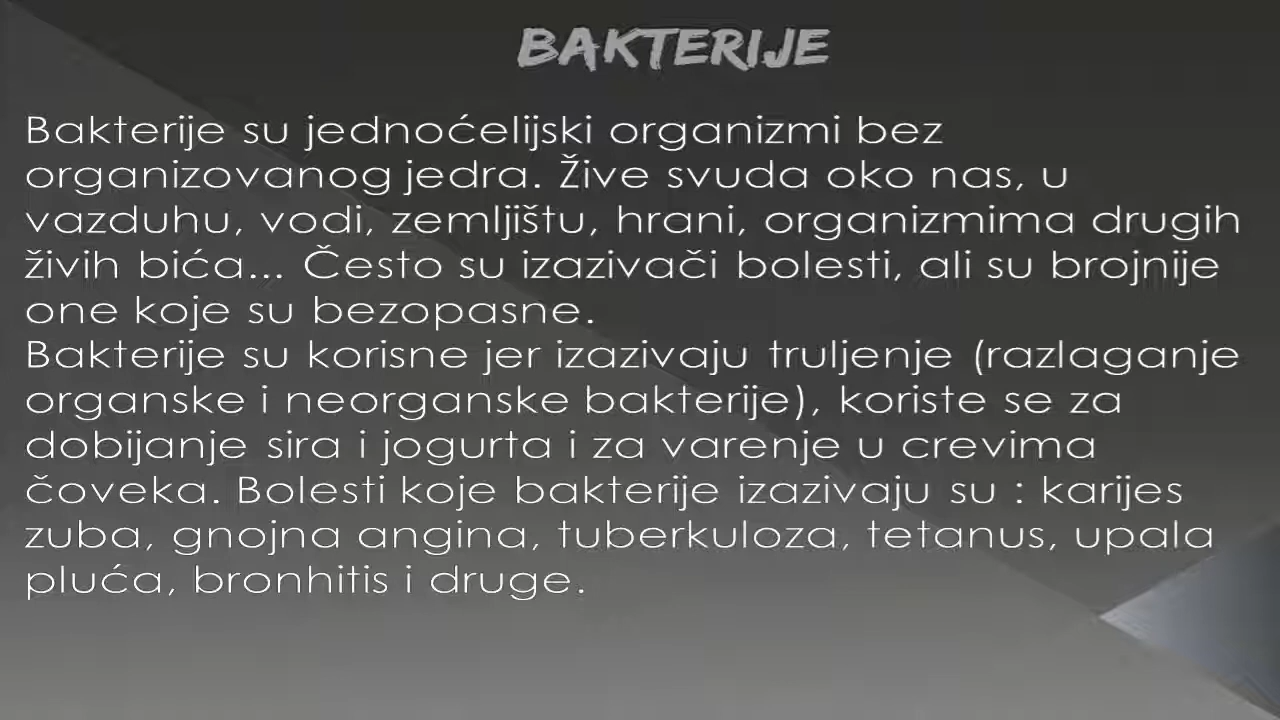 BAKTERIJE
Bakterije su jednoćelijski organizmi bez
organizovanog jedra. Žive svuda oko nas, u
vazduhu, vodi, zemljištu, hrani, organizmima drugih
živih bića... Često su izazivači bolesti, ali su brojnije
one koje su bezopasne.
Bakterije su korisne jer izazivaju truljenje (razlaganje
organske i neorganske bakterije), koriste se za
dobijanje sira i jogurta i za varenje u crevima
čoveka. Bolesti koje bakterije izazivaju su : karijes
zuba, gnojna angina, tuberkuloza, tetanus, upala
pluća, bronhitis i druge.